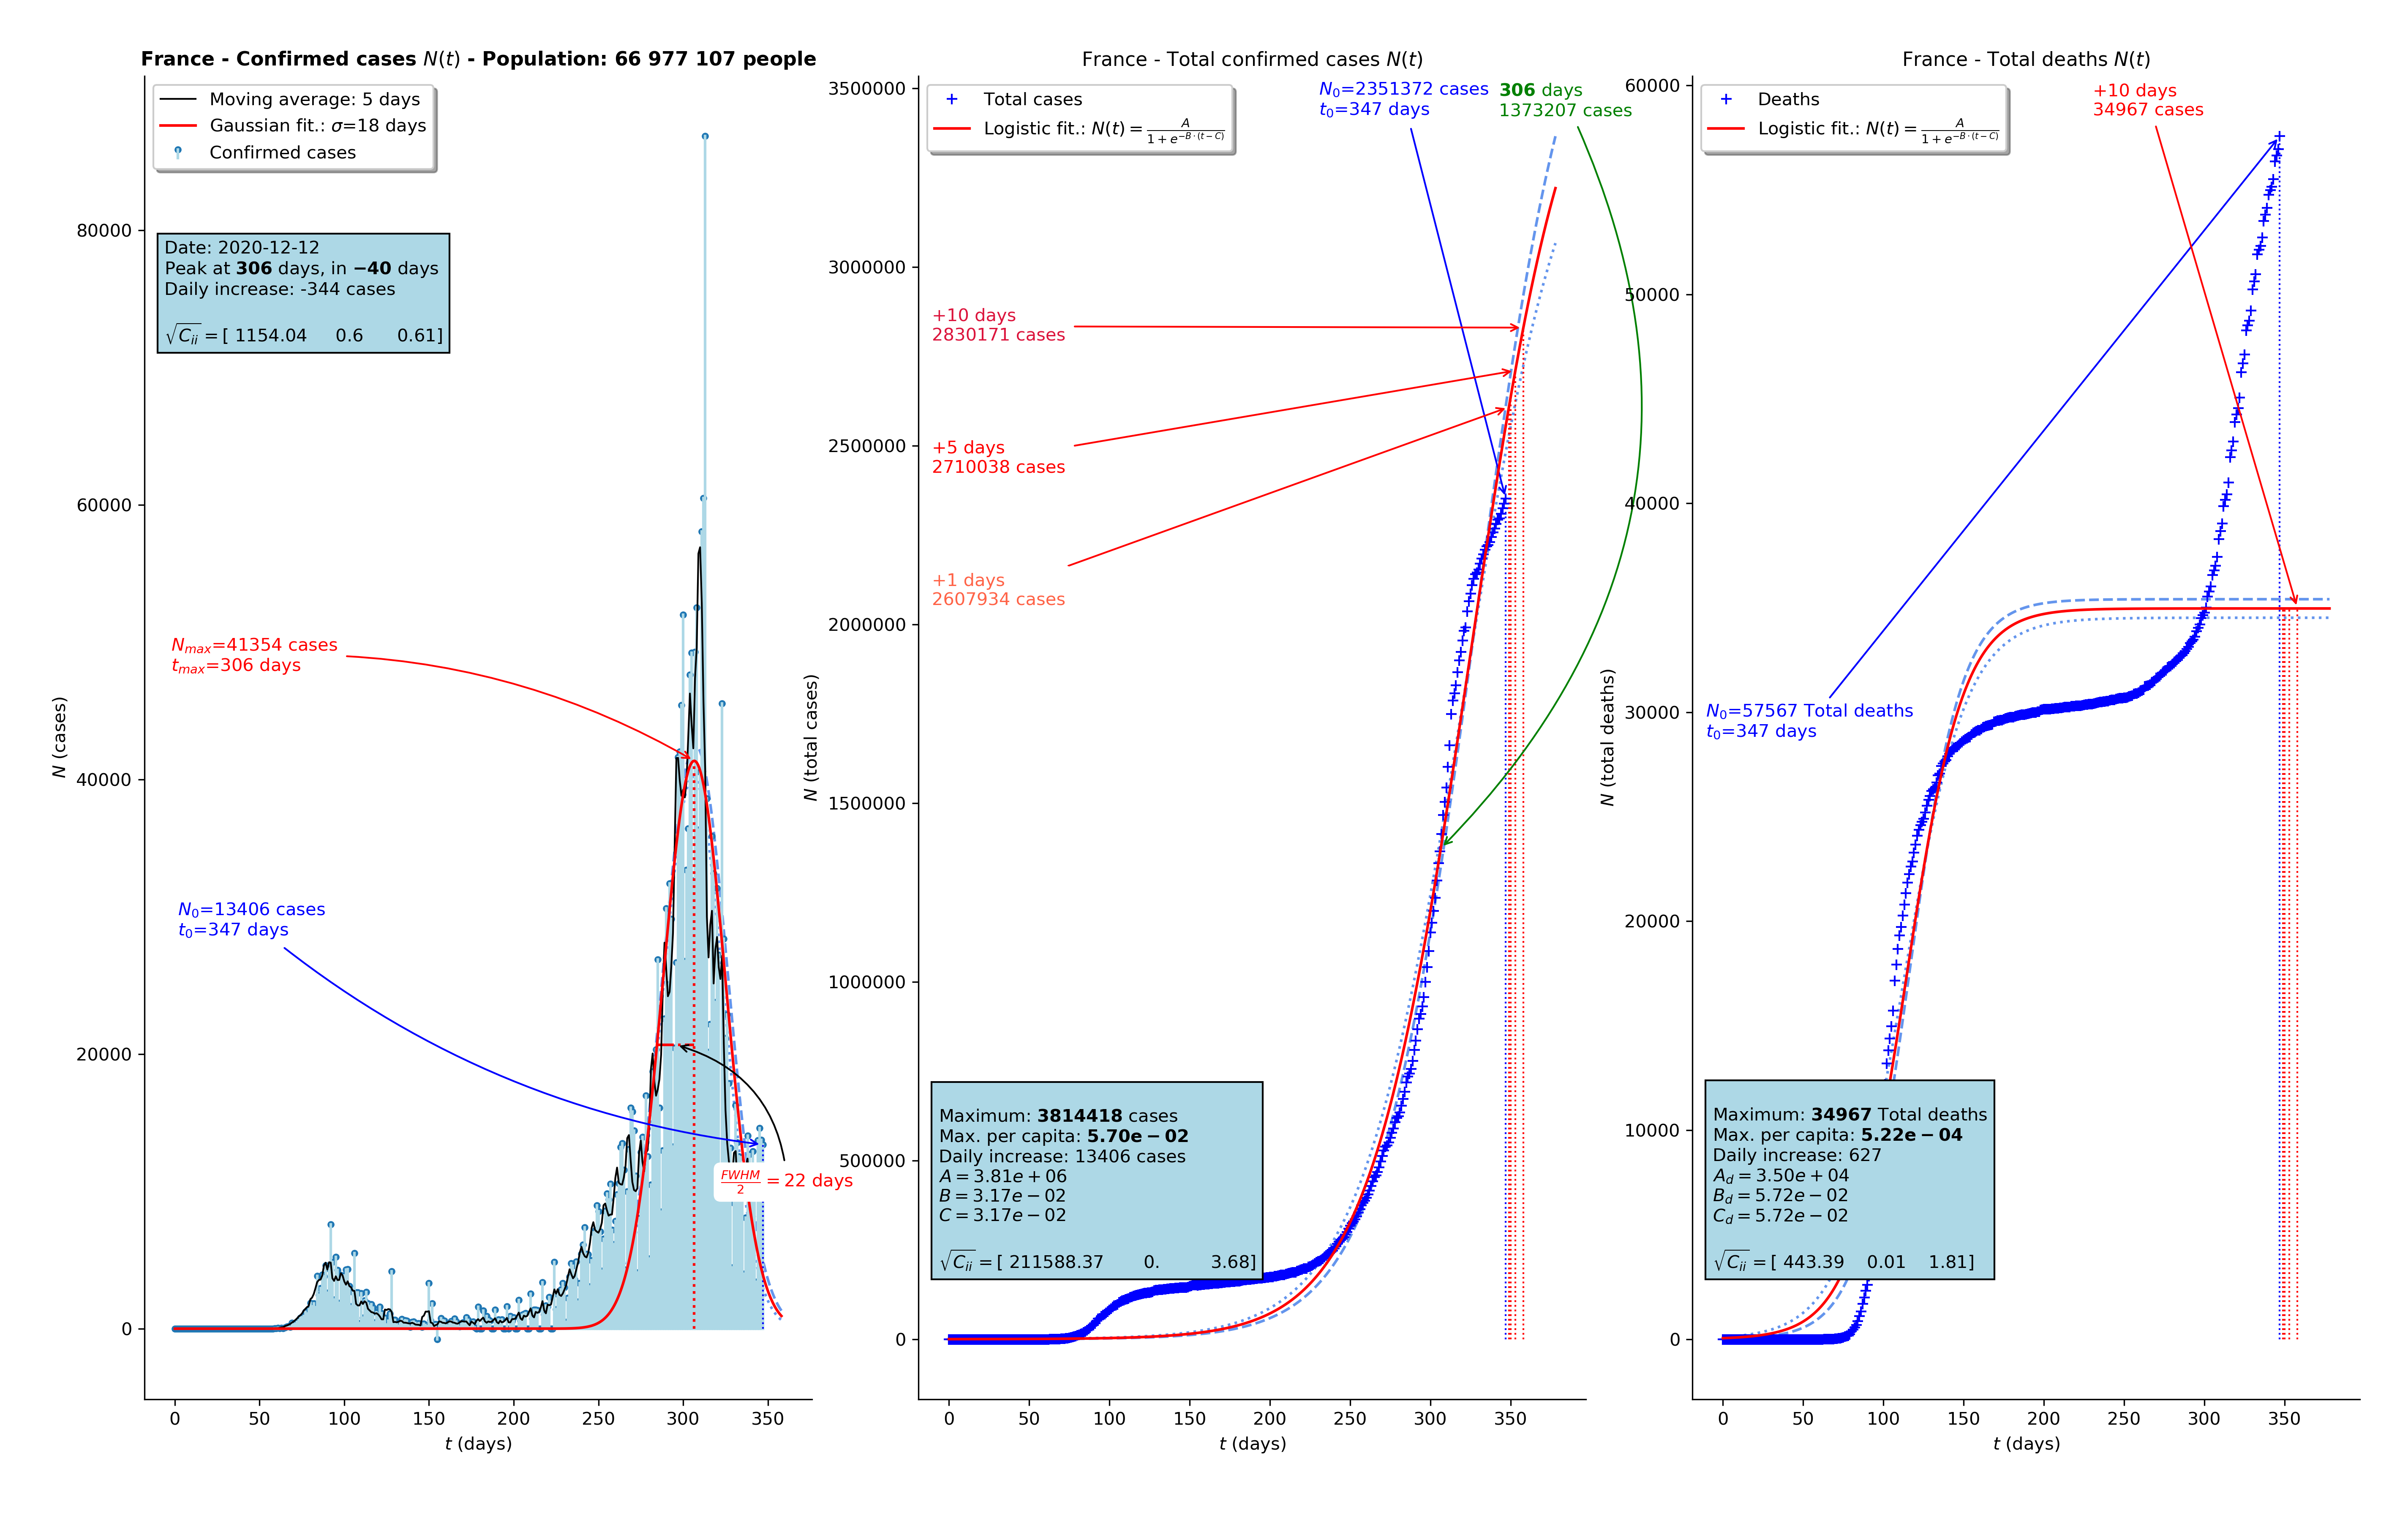 France - Confirmed cases N(t) - Population: 66 977 107 people
Moving average: 5 days
Gaussian fit.: σ=18 days
Confirmed cases
Date: 2020-12-12
Peak at 306 days, in −40 days
Daily increase: -344 cases
√C_ii = [ 1154.04 0.6 0.61]
N_max=41354 cases
t_max=306 days
N_0=13406 cases
t_0=347 days
FWHM/2 = 22 days
N (cases)
80000
60000
40000
20000
0
0 50 100 150 200 250 300 350
t (days)
France - Total confirmed cases N(t)
Total cases
Logistic fit.: N(t) = A/(1 + e^{−B·(t−C)})
N_0=2351372 cases
t_0=347 days
306 days
1373207 cases
+10 days
2830171 cases
+5 days
2710038 cases
+1 days
2607934 cases
Maximum: 3814418 cases
Max. per capita: 5.70e − 02
Daily increase: 13406 cases
A = 3.81e + 06
B = 3.17e − 02
C = 3.17e − 02
√C_ii = [ 211588.37 0. 3.68]
N (total cases)
3500000
3000000
2500000
2000000
1500000
1000000
500000
0
0 50 100 150 200 250 300 350
t (days)
France - Total deaths N(t)
Deaths
Logistic fit.: N(t) = A/(1 + e^{−B·(t−C)})
+10 days
34967 cases
N_0=57567 Total deaths
t_0=347 days
Maximum: 34967 Total deaths
Max. per capita: 5.22e − 04
Daily increase: 627
A_d = 3.50e + 04
B_d = 5.72e − 02
C_d = 5.72e − 02
√C_ii = [ 443.39 0.01 1.81]
N (total deaths)
60000
50000
40000
30000
20000
10000
0
0 50 100 150 200 250 300 350
t (days)